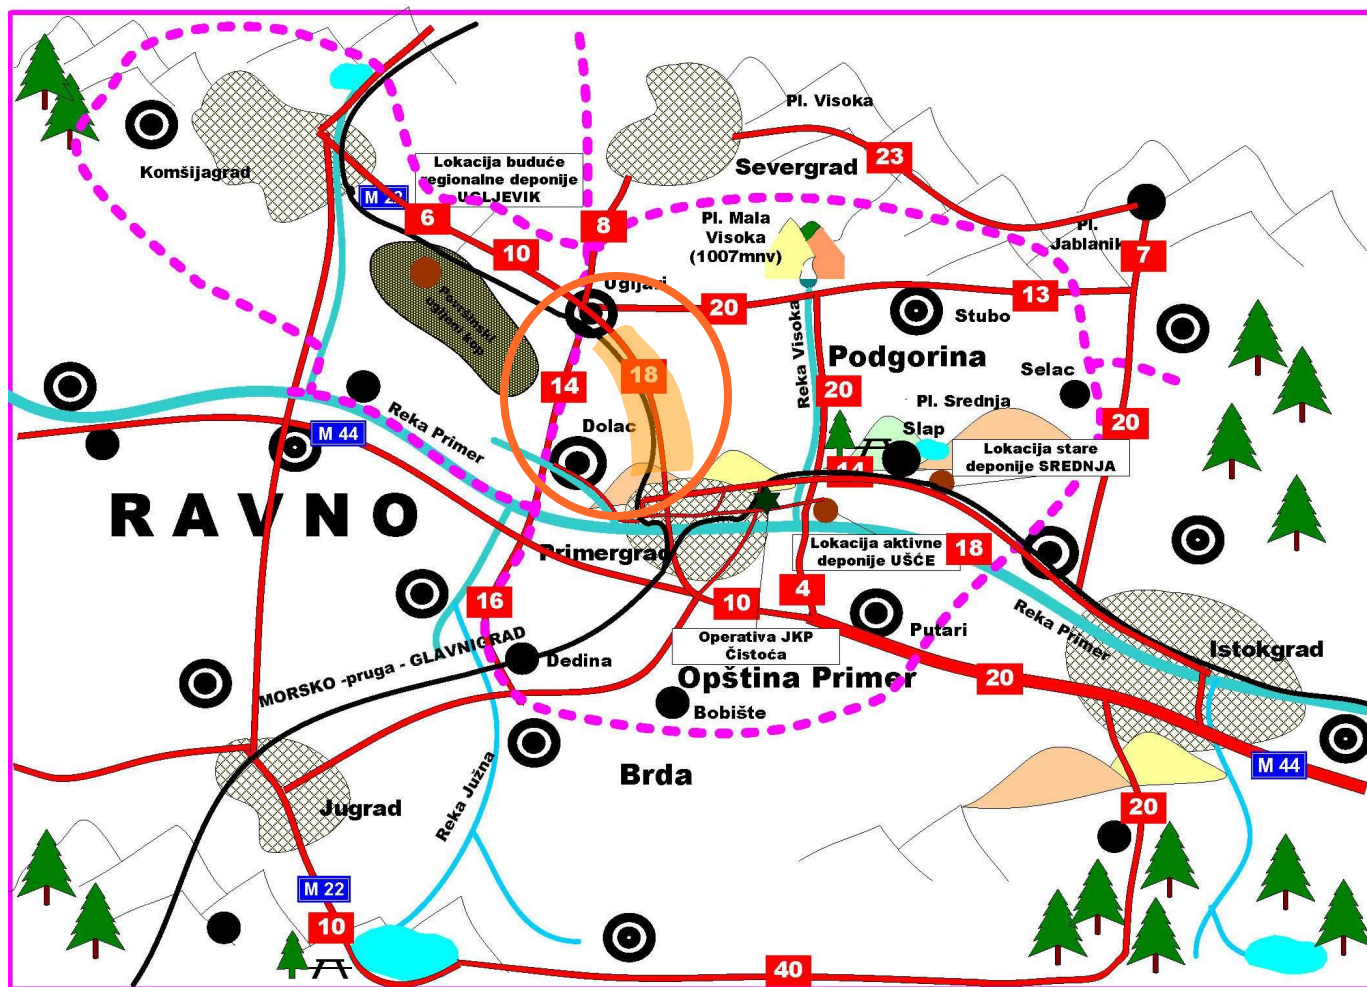 Pl. Visoka
Komšijagrad
Lokacija buduće
regionalne deponije
UGLJEVIK
Severgrad
23
M 22
6
8
10
Pl. Mala
Visoka
(1007mnv)
Pl.
Jablanik
7
Ugljari
20
13
Stubo
Površinski
ugljeni kop
Reka Visoka
Podgorina
Selac
14
18
20
Pl. Srednja
20
Dolac
Slap
M 44
Reka Primer
Lokacija stare
deponije SREDNJA
RAVNO
Primergrad
Lokacija aktivne
deponije UŠĆE
18
16
10
4
Reka Primer
Putari
Istokgrad
Operativa JKP
Čistoća
MORSKO -pruga - GLAVNIGRAD
Dedina
Opština Primer
20
Bobište
Brda
M 44
Jugrad
Reka Južna
20
M 22
10
40